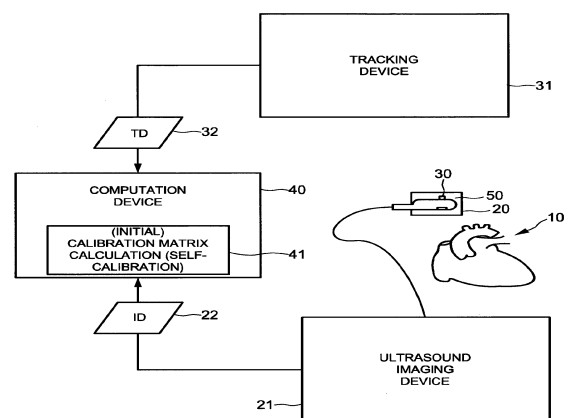 TRACKING
DEVICE
31
TD
32
COMPUTATION
DEVICE
40
(INITIAL)
CALIBRATION MATRIX
CALCULATION (SELF-
CALIBRATION)
41
30
50
20
10
ID
22
ULTRASOUND
IMAGING
DEVICE
21